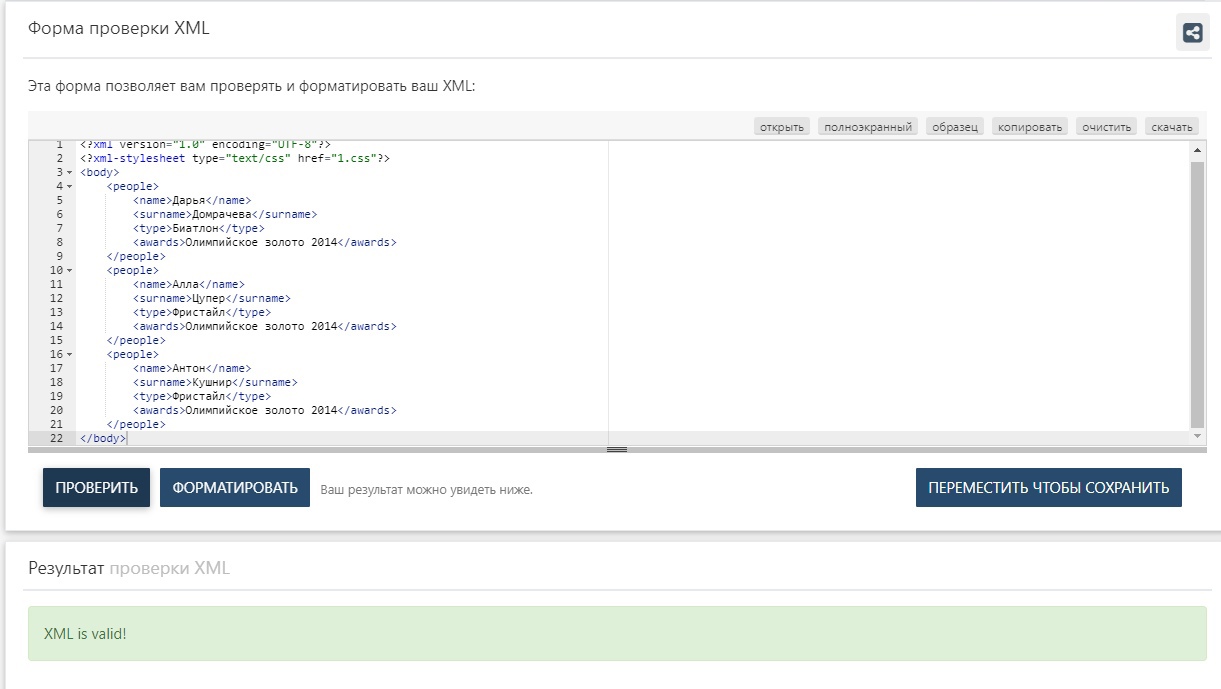 Форма проверки XML
Эта форма позволяет вам проверять и форматировать ваш XML:
открыть полноэкранный образец копировать очистить скачать
1 <?xml version="1.0" encoding="UTF-8"?>
2 <?xml-stylesheet type="text/css" href="1.css"?>
3 <body>
4 <people>
5 <name>Дарья</name>
6 <surname>Домрачева</surname>
7 <type>Биатлон</type>
8 <awards>Олимпийское золото 2014</awards>
9 </people>
10 <people>
11 <name>Алла</name>
12 <surname>Цупер</surname>
13 <type>Фристайл</type>
14 <awards>Олимпийское золото 2014</awards>
15 </people>
16 <people>
17 <name>Антон</name>
18 <surname>Кушнир</surname>
19 <type>Фристайл</type>
20 <awards>Олимпийское золото 2014</awards>
21 </people>
22 </body>
ПРОВЕРИТЬ ФОРМАТИРОВАТЬ Ваш результат можно увидеть ниже. ПЕРЕМЕСТИТЬ ЧТОБЫ СОХРАНИТЬ
Результат проверки XML
XML is valid!